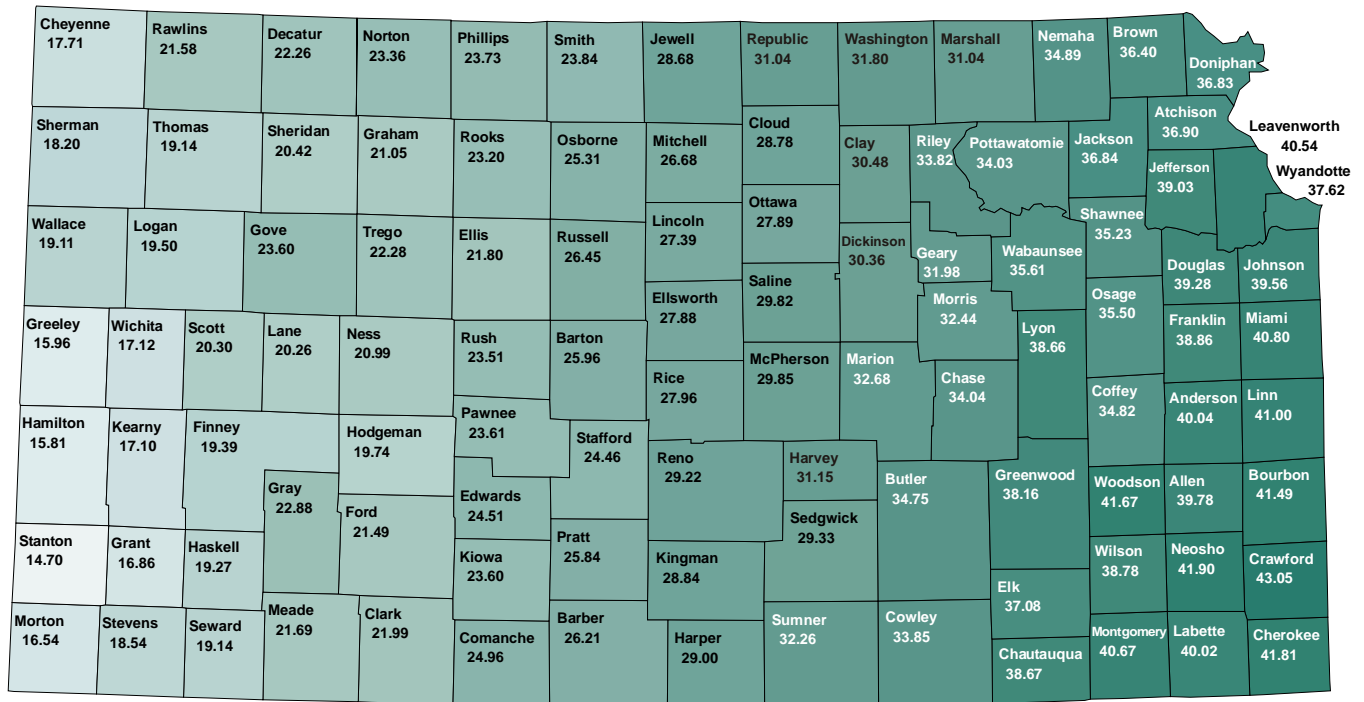 Cheyenne
17.71
Rawlins
21.58
Decatur
22.26
Norton
23.36
Phillips
23.73
Smith
23.84
Jewell
28.68
Republic
31.04
Washington
31.80
Marshall
31.04
Nemaha
34.89
Brown
36.40
Doniphan
36.83
Sherman
18.20
Thomas
19.14
Sheridan
20.42
Graham
21.05
Rooks
23.20
Osborne
25.31
Mitchell
26.68
Cloud
28.78
Clay
30.48
Riley
33.82
Pottawatomie
34.03
Jackson
36.84
Atchison
36.90
Leavenworth
40.54
Jefferson
39.03
Wyandotte
37.62
Wallace
19.11
Logan
19.50
Gove
23.60
Trego
22.28
Ellis
21.80
Russell
26.45
Lincoln
27.39
Ottawa
27.89
Dickinson
30.36
Geary
31.98
Wabaunsee
35.61
Shawnee
35.23
Douglas
39.28
Johnson
39.56
Ellsworth
27.88
Saline
29.82
Morris
32.44
Osage
35.50
Greeley
15.96
Wichita
17.12
Scott
20.30
Lane
20.26
Ness
20.99
Rush
23.51
Barton
25.96
Rice
27.96
McPherson
29.85
Marion
32.68
Chase
34.04
Lyon
38.66
Franklin
38.86
Miami
40.80
Coffey
34.82
Anderson
40.04
Linn
41.00
Hamilton
15.81
Kearny
17.10
Finney
19.39
Hodgeman
19.74
Pawnee
23.61
Stafford
24.46
Reno
29.22
Harvey
31.15
Butler
34.75
Greenwood
38.16
Woodson
41.67
Allen
39.78
Bourbon
41.49
Gray
22.88
Ford
21.49
Edwards
24.51
Sedgwick
29.33
Stanton
14.70
Grant
16.86
Haskell
19.27
Kiowa
23.60
Pratt
25.84
Kingman
28.84
Wilson
38.78
Neosho
41.90
Crawford
43.05
Elk
37.08
Morton
16.54
Stevens
18.54
Seward
19.14
Meade
21.69
Clark
21.99
Comanche
24.96
Barber
26.21
Harper
29.00
Sumner
32.26
Cowley
33.85
Chautauqua
38.67
Montgomery
40.67
Labette
40.02
Cherokee
41.81